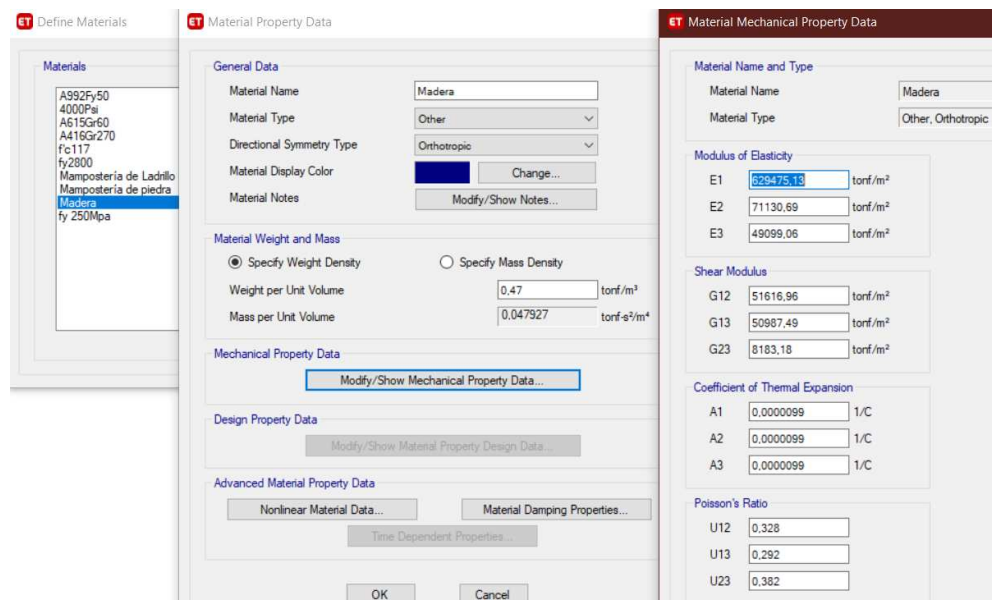 ET Define Materials
Materials
A992Fy50
4000Psi
A615Gr60
A416Gr270
f'c117
fy2800
Mampostería de Ladrillo
Mampostería de piedra
Madera
fy 250Mpa
ET Material Property Data
General Data
Material Name Madera
Material Type Other
Directional Symmetry Type Orthotropic
Material Display Color Change...
Material Notes Modify/Show Notes...
Material Weight and Mass
Specify Weight Density Specify Mass Density
Weight per Unit Volume 0,47 tonf/m³
Mass per Unit Volume 0,047927 tonf-s²/m⁴
Mechanical Property Data
Modify/Show Mechanical Property Data...
Design Property Data
Modify/Show Material Property Design Data...
Advanced Material Property Data
Nonlinear Material Data... Material Damping Properties...
Time Dependent Properties...
OK Cancel
ET Material Mechanical Property Data
Material Name and Type
Material Name Madera
Material Type Other, Orthotropic
Modulus of Elasticity
E1 629475,13 tonf/m²
E2 71130,69 tonf/m²
E3 49099,06 tonf/m²
Shear Modulus
G12 51616,96 tonf/m²
G13 50987,49 tonf/m²
G23 8183,18 tonf/m²
Coefficient of Thermal Expansion
A1 0,0000099 1/C
A2 0,0000099 1/C
A3 0,0000099 1/C
Poisson's Ratio
U12 0,328
U13 0,292
U23 0,382